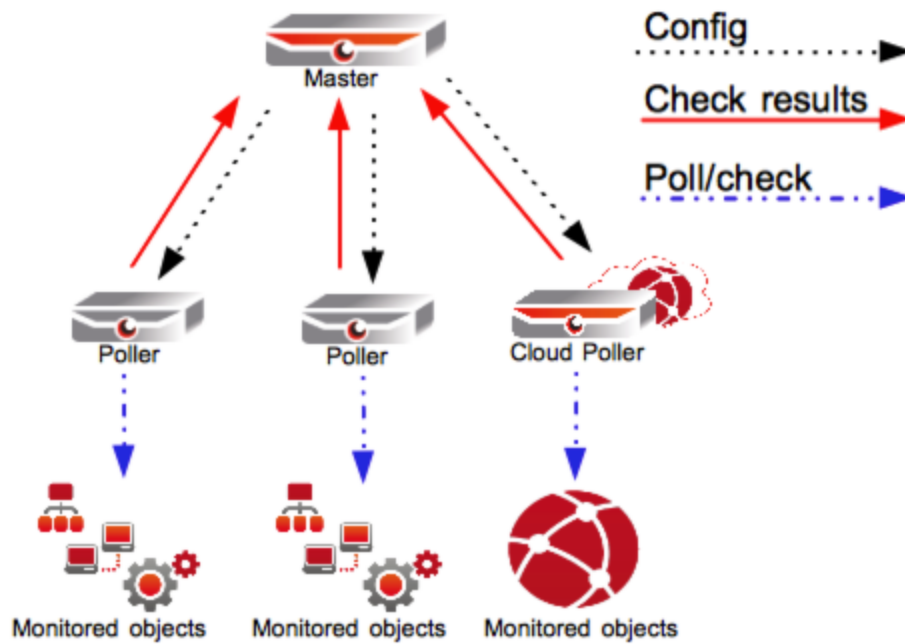 Config
Master
Check results
Poll/check
Poller
Poller
Cloud Poller
Monitored objects
Monitored objects
Monitored objects